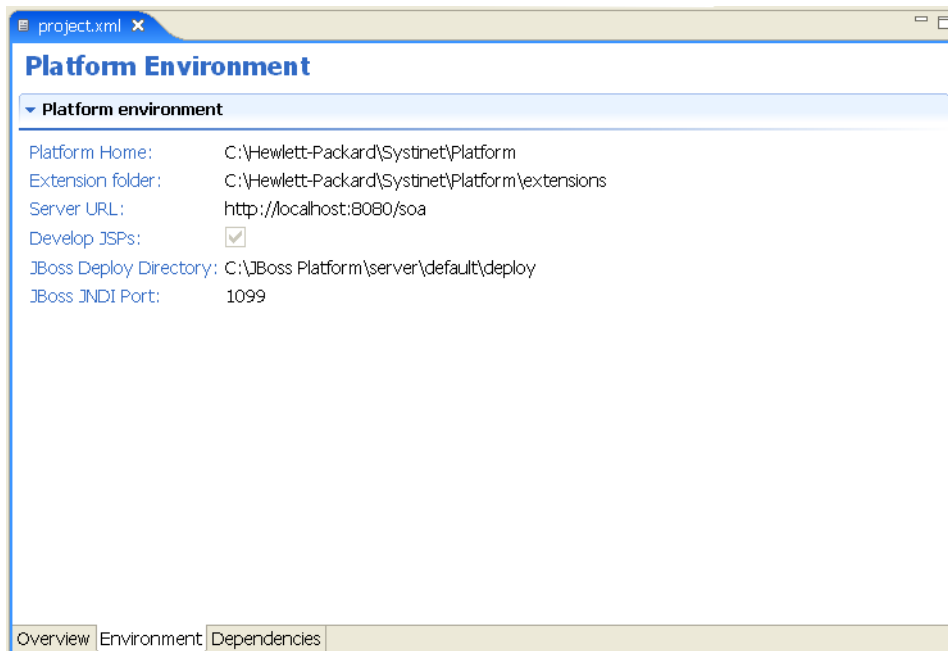 project.xml
Platform Environment
Platform environment
Platform Home: C:\Hewlett-Packard\Systinet\Platform
Extension folder: C:\Hewlett-Packard\Systinet\Platform\extensions
Server URL: http://localhost:8080/soa
Develop JSPs:
JBoss Deploy Directory: C:\JBoss Platform\server\default\deploy
JBoss JNDI Port: 1099
Overview Environment Dependencies